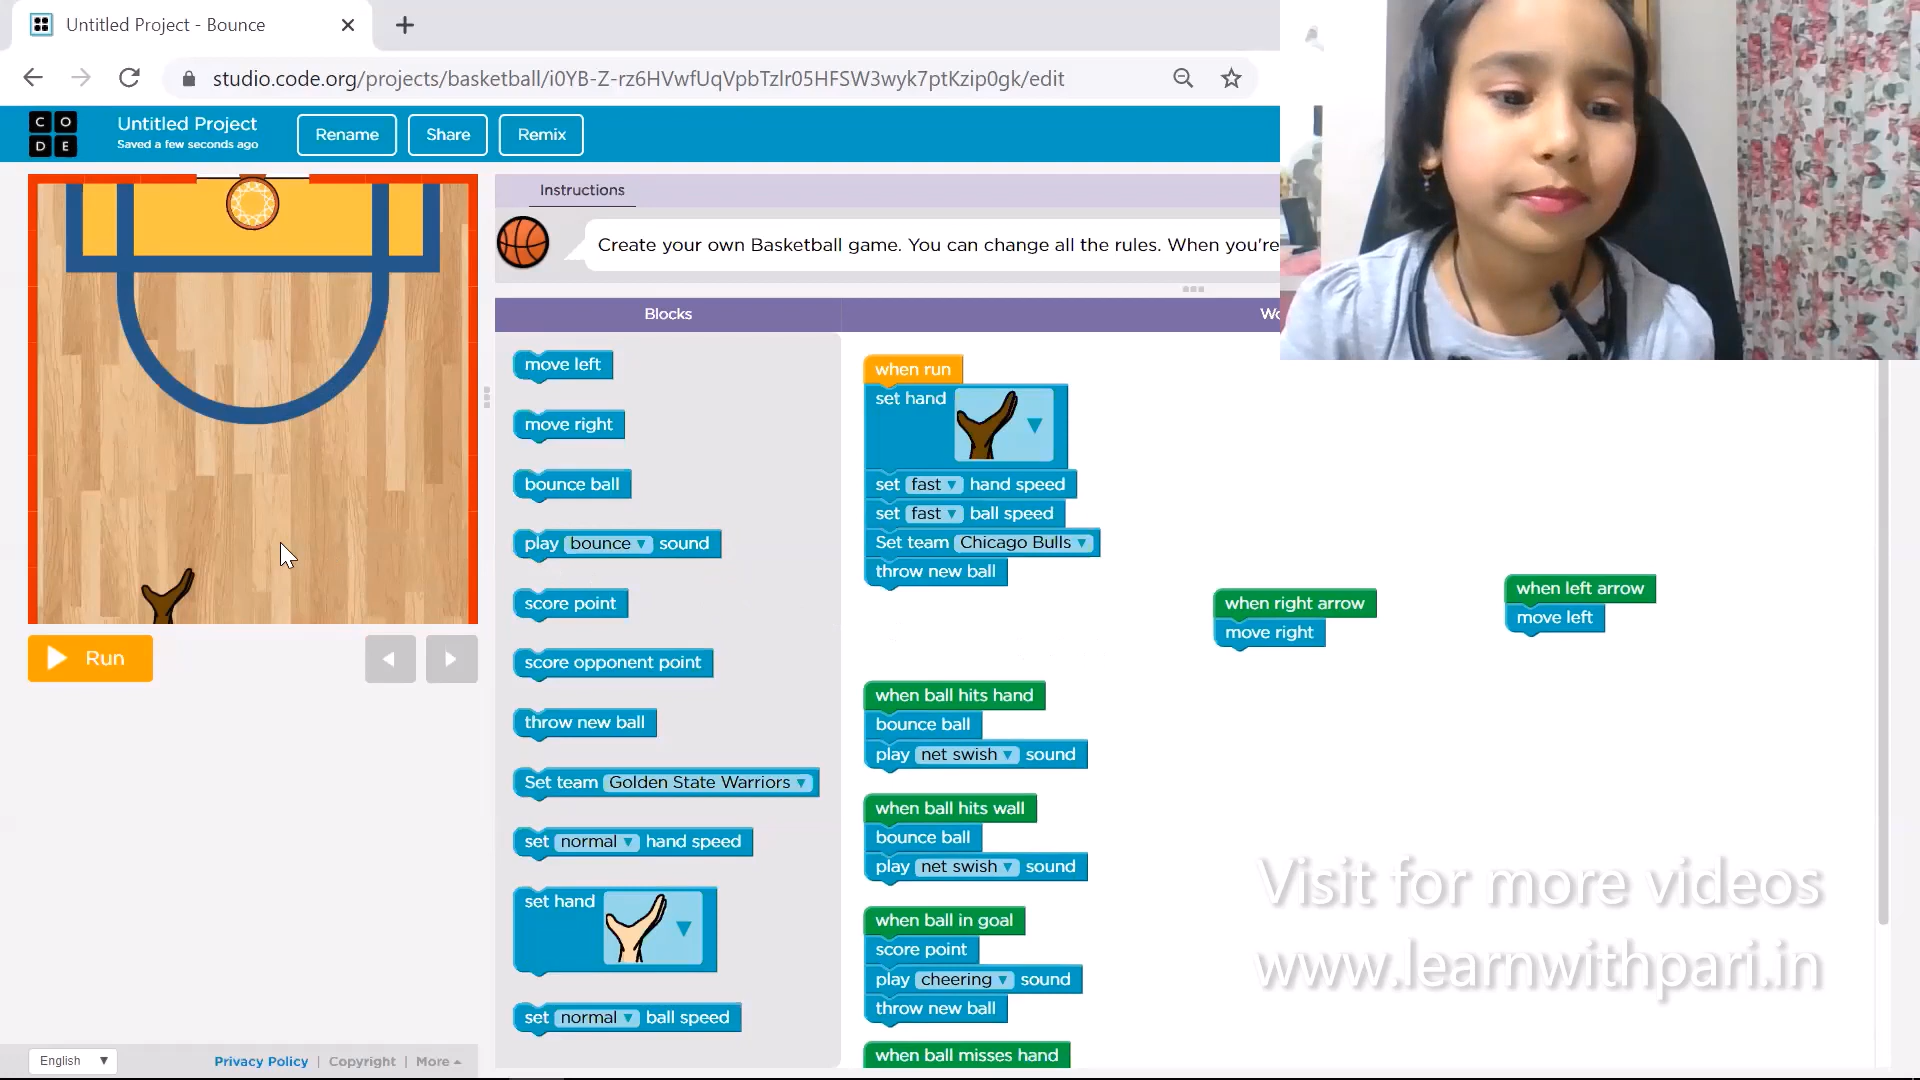 Untitled Project - Bounce
studio.code.org/projects/basketball/i0YB-Z-rz6HVwfUqVpbTzlr05HFSW3wyk7ptKzip0gk/edit
C O
D E
Untitled Project
Saved a few seconds ago
Rename
Share
Remix
Instructions
Create your own Basketball game. You can change all the rules. When you're
Blocks
Wo
move left
move right
bounce ball
play bounce sound
score point
score opponent point
throw new ball
Set team Golden State Warriors
set normal hand speed
set hand
set normal ball speed
when run
set hand
set fast hand speed
set fast ball speed
Set team Chicago Bulls
throw new ball
when right arrow
move right
when left arrow
move left
when ball hits hand
bounce ball
play net swish sound
when ball hits wall
bounce ball
play net swish sound
when ball in goal
score point
play cheering sound
throw new ball
when ball misses hand
Run
Visit for more videos
www.learnwithpari.in
English
Privacy Policy | Copyright | More